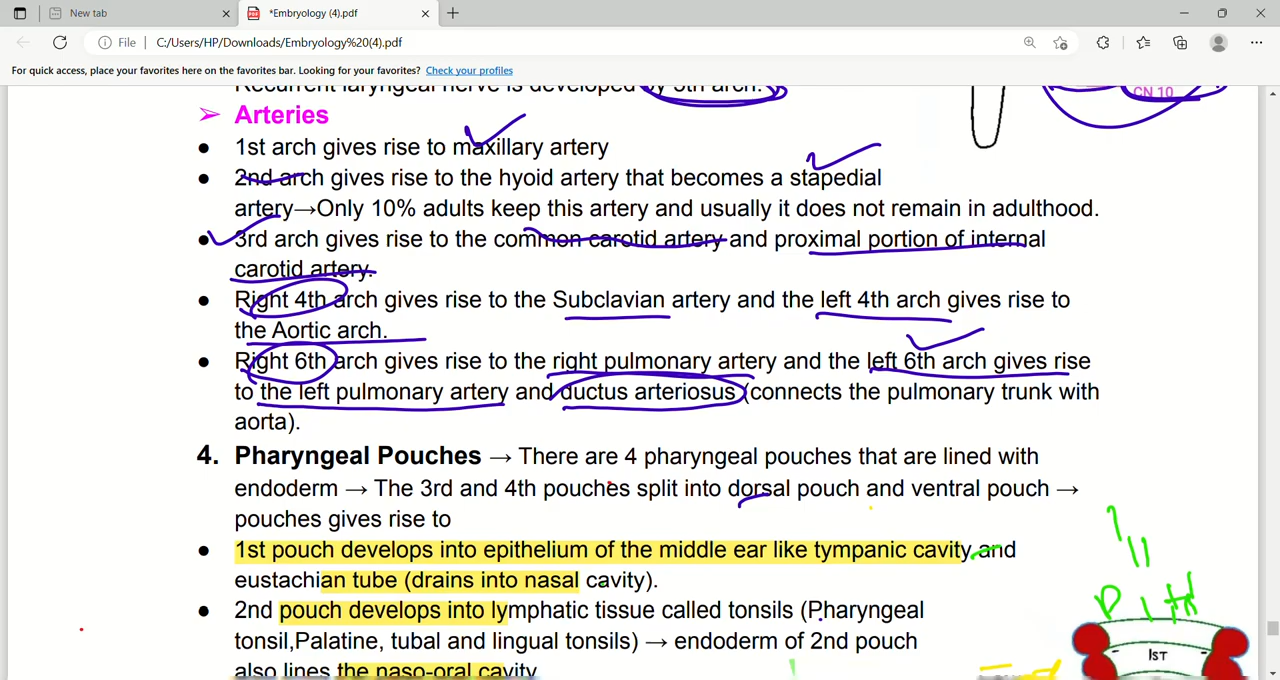 New tab
*Embryology (4).pdf
File
C:/Users/HP/Downloads/Embryology%20(4).pdf
For quick access, place your favorites here on the favorites bar. Looking for your favorites? Check your profiles
Recurrent laryngeal nerve is developed by 5th arch.
CN 10
➢ Arteries
● 1st arch gives rise to maxillary artery
● 2nd arch gives rise to the hyoid artery that becomes a stapedial
artery→Only 10% adults keep this artery and usually it does not remain in adulthood.
● 3rd arch gives rise to the common carotid artery and proximal portion of internal
carotid artery.
● Right 4th arch gives rise to the Subclavian artery and the left 4th arch gives rise to
the Aortic arch.
● Right 6th arch gives rise to the right pulmonary artery and the left 6th arch gives rise
to the left pulmonary artery and ductus arteriosus (connects the pulmonary trunk with
aorta).
4. Pharyngeal Pouches → There are 4 pharyngeal pouches that are lined with
endoderm → The 3rd and 4th pouches split into dorsal pouch and ventral pouch →
pouches gives rise to
● 1st pouch develops into epithelium of the middle ear like tympanic cavity and
eustachian tube (drains into nasal cavity).
● 2nd pouch develops into lymphatic tissue called tonsils (Pharyngeal
tonsil,Palatine, tubal and lingual tonsils) → endoderm of 2nd pouch
also lines the naso-oral cavity
1ST